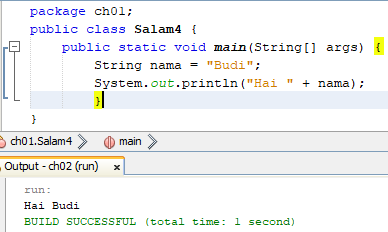 package ch01;
public class Salam4 {
public static void main(String[] args) {
String nama = "Budi";
System.out.println("Hai " + nama);
}
}
ch01.Salam4 main
Output - ch02 (run) ×
run:
Hai Budi
BUILD SUCCESSFUL (total time: 1 second)